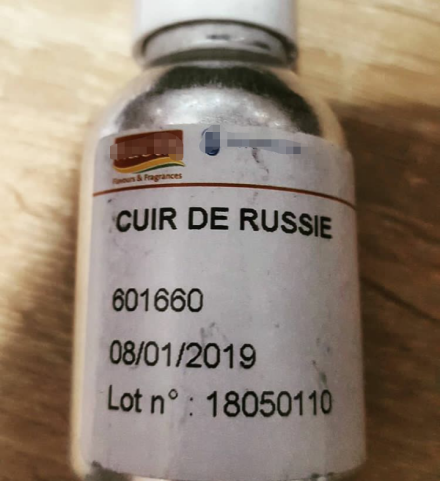 Flavours & Fragrances
CUIR DE RUSSIE
601660
08/01/2019
Lot n° : 18050110